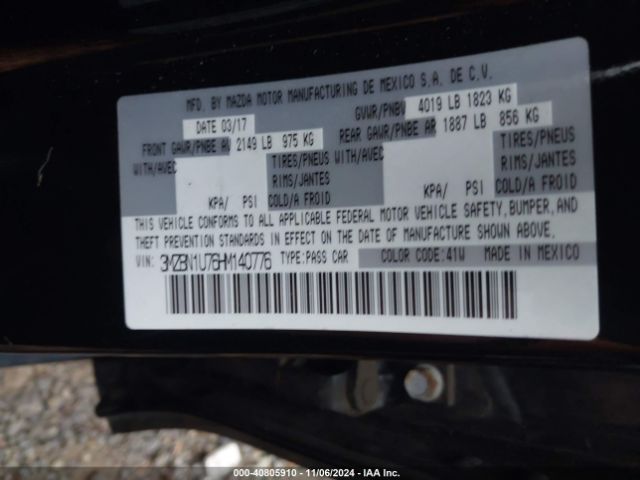 MFD. BY MAZDA MOTOR MANUFACTURING DE MEXICO S.A. DE C.V.
DATE 03/17 GVWR/PNBV 4019 LB 1823 KG
FRONT GAWR/PNBE AV 2149 LB 975 KG REAR GAWR/PNBE AR 1887 LB 856 KG
WITH/AVEC TIRES/PNEUS WITH/AVEC TIRES/PNEUS
RIMS/JANTES RIMS/JANTES
KPA/ PSI COLD/A FROID KPA/ PSI COLD/A FROID
THIS VEHICLE CONFORMS TO ALL APPLICABLE FEDERAL MOTOR VEHICLE SAFETY, BUMPER, AND
THEFT PREVENTION STANDARDS IN EFFECT ON THE DATE OF MANUFACTURE SHOWN ABOVE.
VIN: 3MZBN1U76HM140776 TYPE: PASS CAR COLOR CODE: 41W MADE IN MEXICO
000-40805910 - 11/06/2024 - IAA Inc.